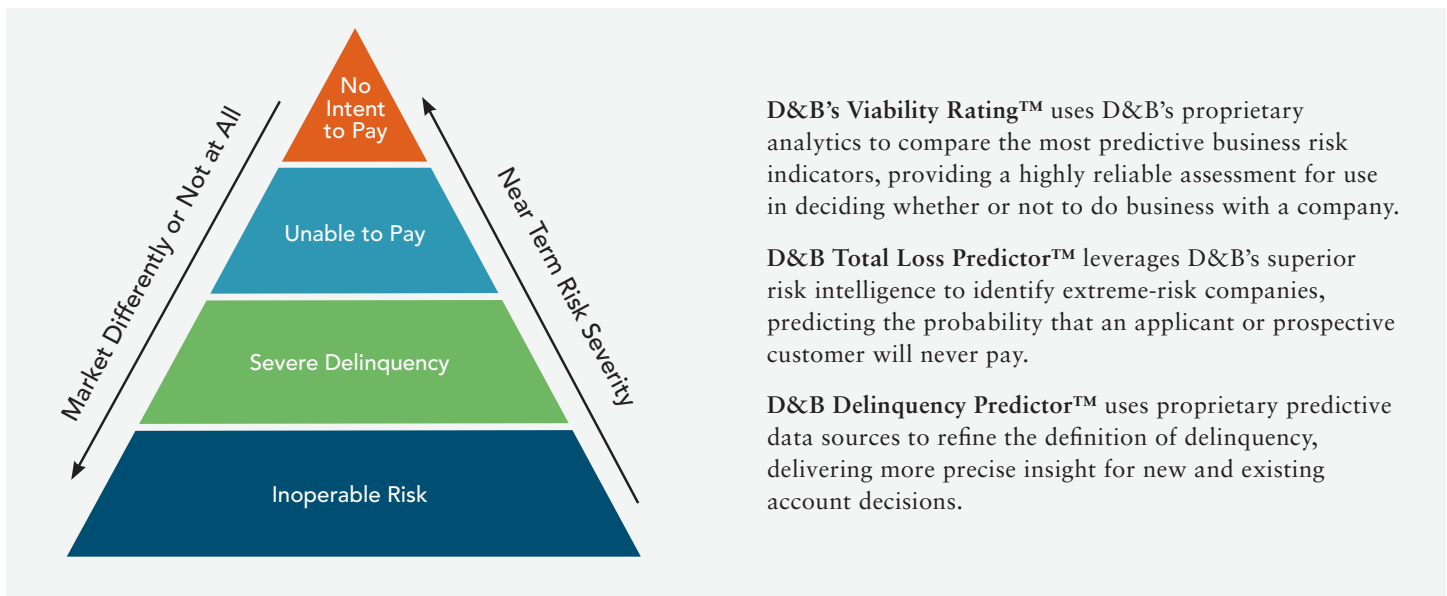 No
Intent
to Pay
Unable to Pay
Severe Delinquency
Inoperable Risk
Market Differently or Not at All
Near Term Risk Severity
D&B's Viability Rating™ uses D&B's proprietary
analytics to compare the most predictive business risk
indicators, providing a highly reliable assessment for use
in deciding whether or not to do business with a company.
D&B Total Loss Predictor™ leverages D&B's superior
risk intelligence to identify extreme-risk companies,
predicting the probability that an applicant or prospective
customer will never pay.
D&B Delinquency Predictor™ uses proprietary predictive
data sources to refine the definition of delinquency,
delivering more precise insight for new and existing
account decisions.